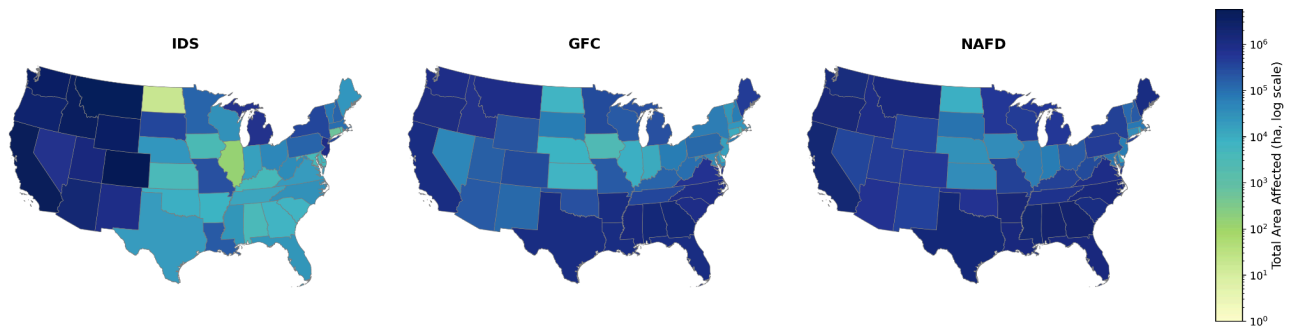 IDS
GFC
NAFD
10⁶
10⁵
10⁴
10³
10²
10¹
10⁰
Total Area Affected (ha, log scale)